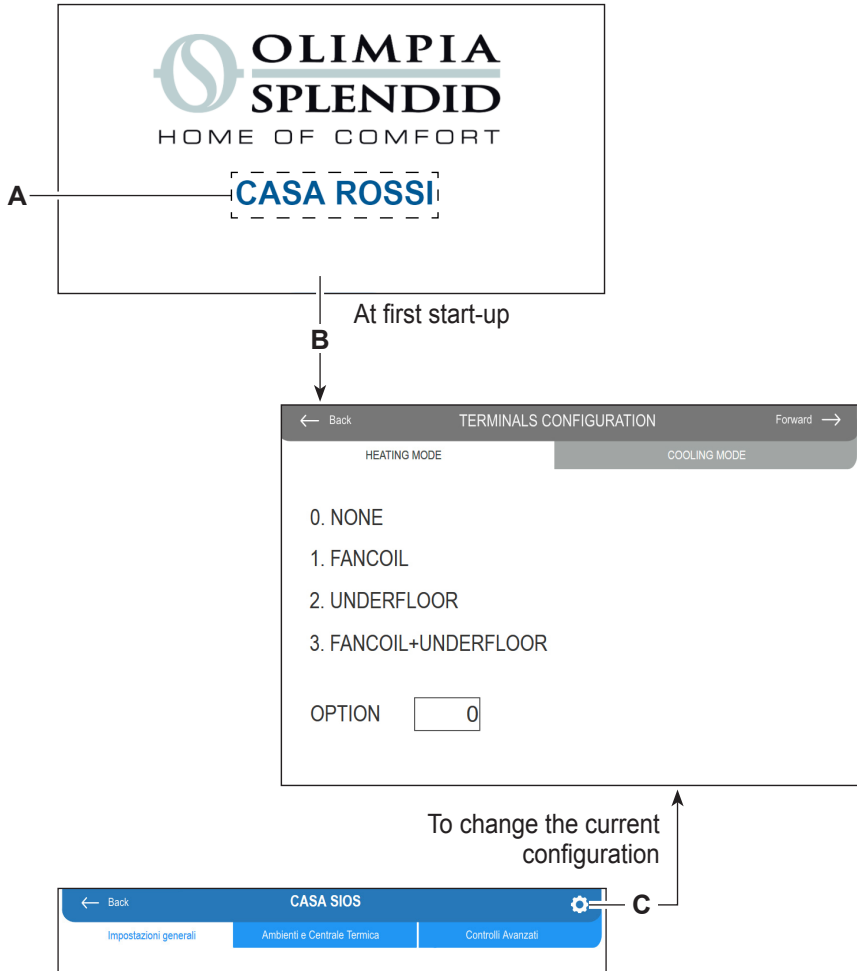 OLIMPIA
SPLENDID
HOME OF COMFORT
A
CASA ROSSI
At first start-up
B
← Back TERMINALS CONFIGURATION Forward →
HEATING MODE COOLING MODE
0. NONE
1. FANCOIL
2. UNDERFLOOR
3. FANCOIL+UNDERFLOOR
OPTION 0
To change the current
configuration
← Back CASA SIOS C
Impostazioni generali Ambienti e Centrale Termica Controlli Avanzati